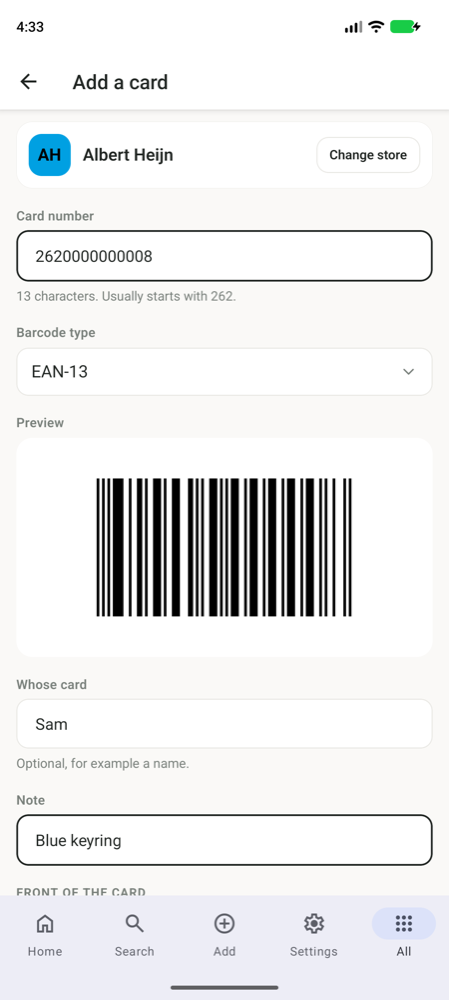 4:33
Add a card
AH
Albert Heijn
Change store
Card number
2620000000008
13 characters. Usually starts with 262.
Barcode type
EAN-13
Preview
Whose card
Sam
Optional, for example a name.
Note
Blue keyring
FRONT OF THE CARD
Home
Search
Add
Settings
All